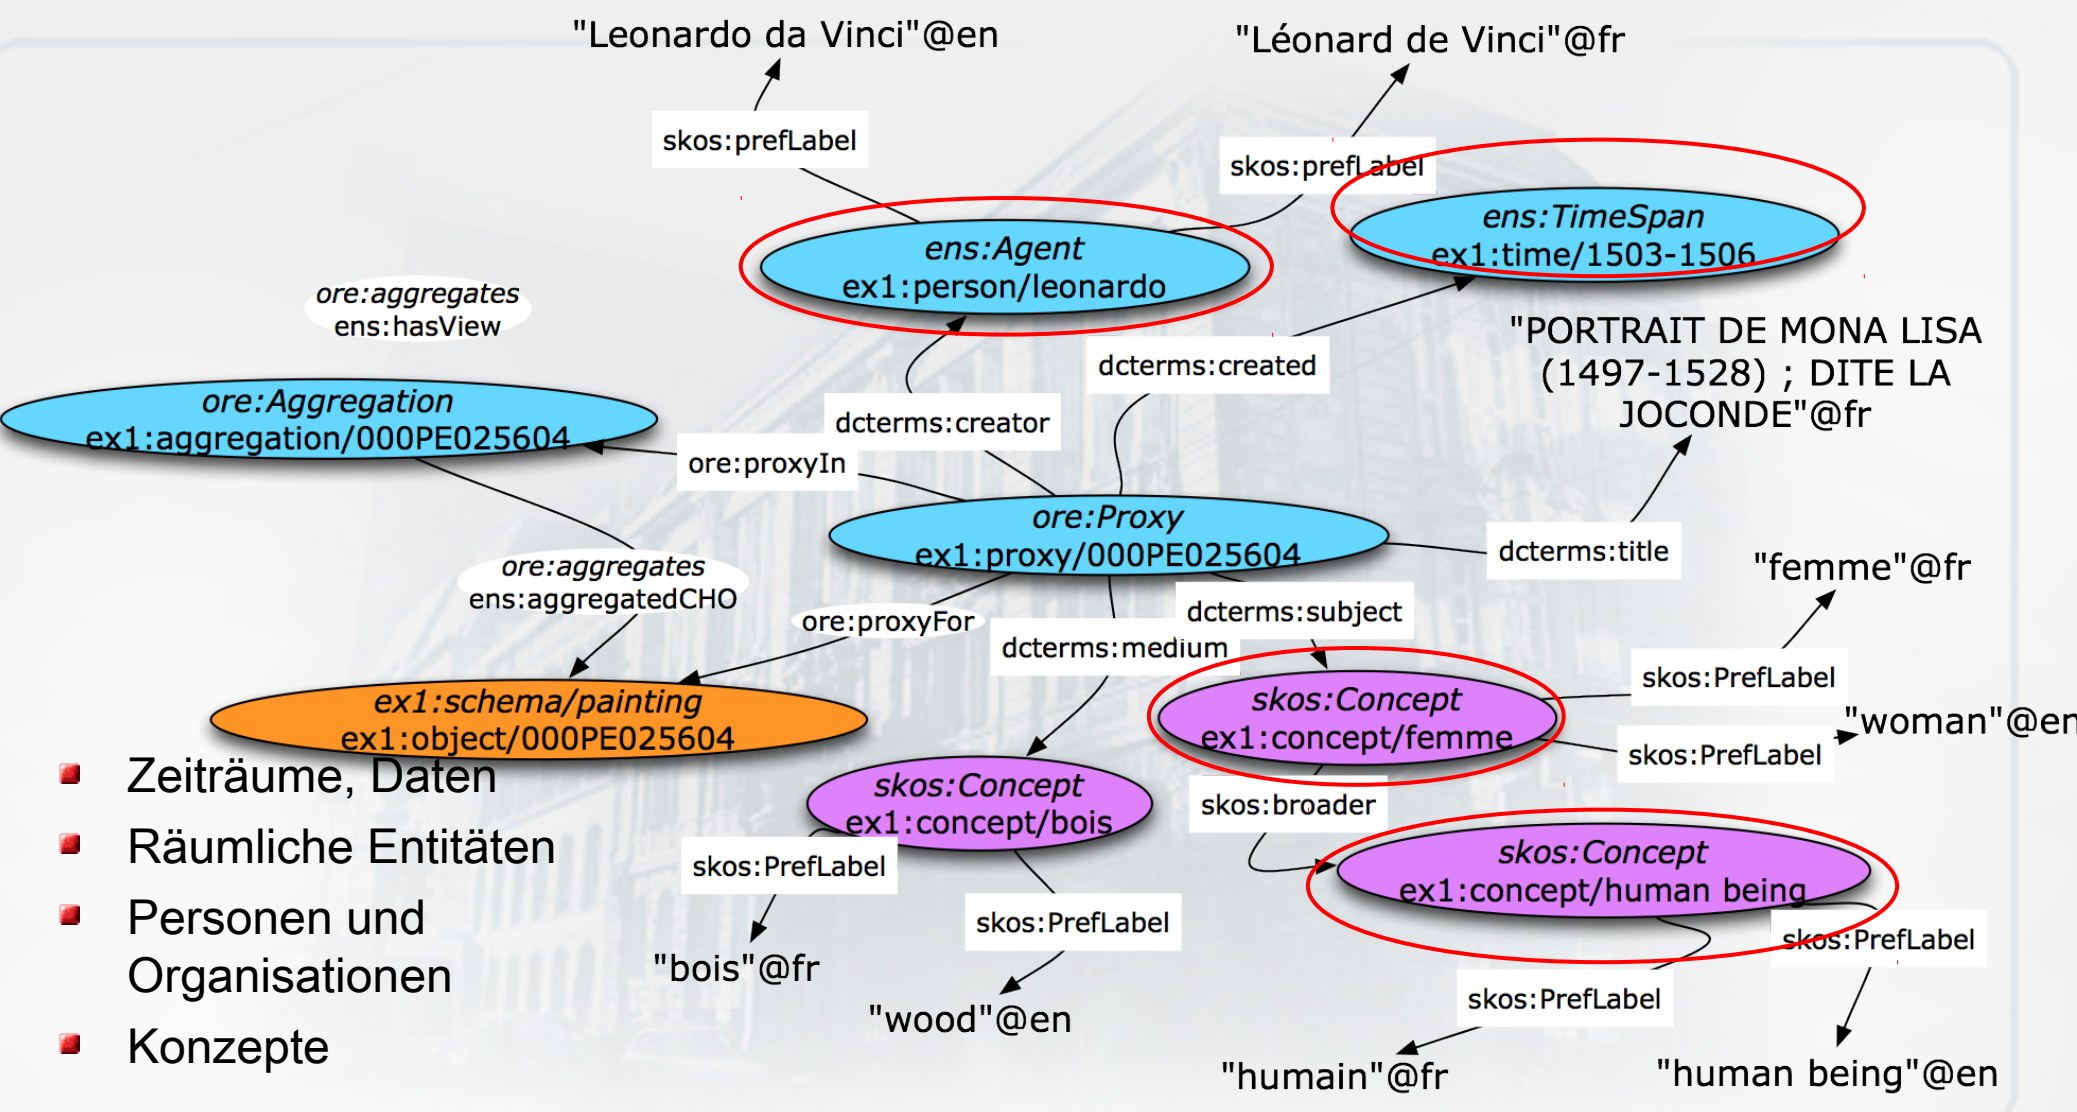 "Leonardo da Vinci"@en
"Léonard de Vinci"@fr
skos:prefLabel
skos:prefLabel
ens:TimeSpan
ex1:time/1503-1506
ens:Agent
ex1:person/leonardo
ore:aggregates
ens:hasView
"PORTRAIT DE MONA LISA
(1497-1528) ; DITE LA
JOCONDE"@fr
dcterms:created
ore:Aggregation
ex1:aggregation/000PE025604
dcterms:creator
ore:proxyIn
ore:Proxy
ex1:proxy/000PE025604
dcterms:title
"femme"@fr
ore:aggregates
ens:aggregatedCHO
ore:proxyFor
dcterms:subject
dcterms:medium
skos:PrefLabel
ex1:schema/painting
ex1:object/000PE025604
skos:Concept
ex1:concept/femme
"woman"@en
skos:PrefLabel
skos:Concept
ex1:concept/bois
skos:broader
skos:PrefLabel
skos:Concept
ex1:concept/human being
skos:PrefLabel
skos:PrefLabel
"bois"@fr
skos:PrefLabel
"wood"@en
"humain"@fr
"human being"@en
Zeiträume, Daten
Räumliche Entitäten
Personen und
Organisationen
Konzepte